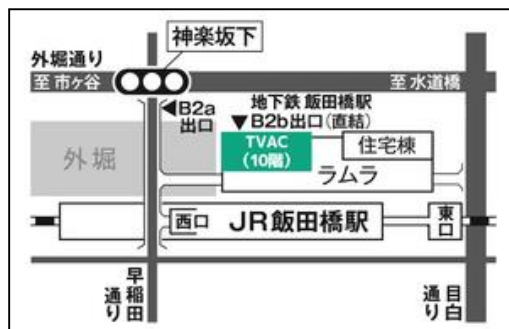 神楽坂下
外堀通り
至 市ヶ谷
至 水道橋
◀B2a
出口
地下鉄 飯田橋駅
▼B2b出口(直結)
TVAC
(10階)
住宅棟
外堀
ラムラ
西口
JR飯田橋駅
東口
早稲田通り
目白通り